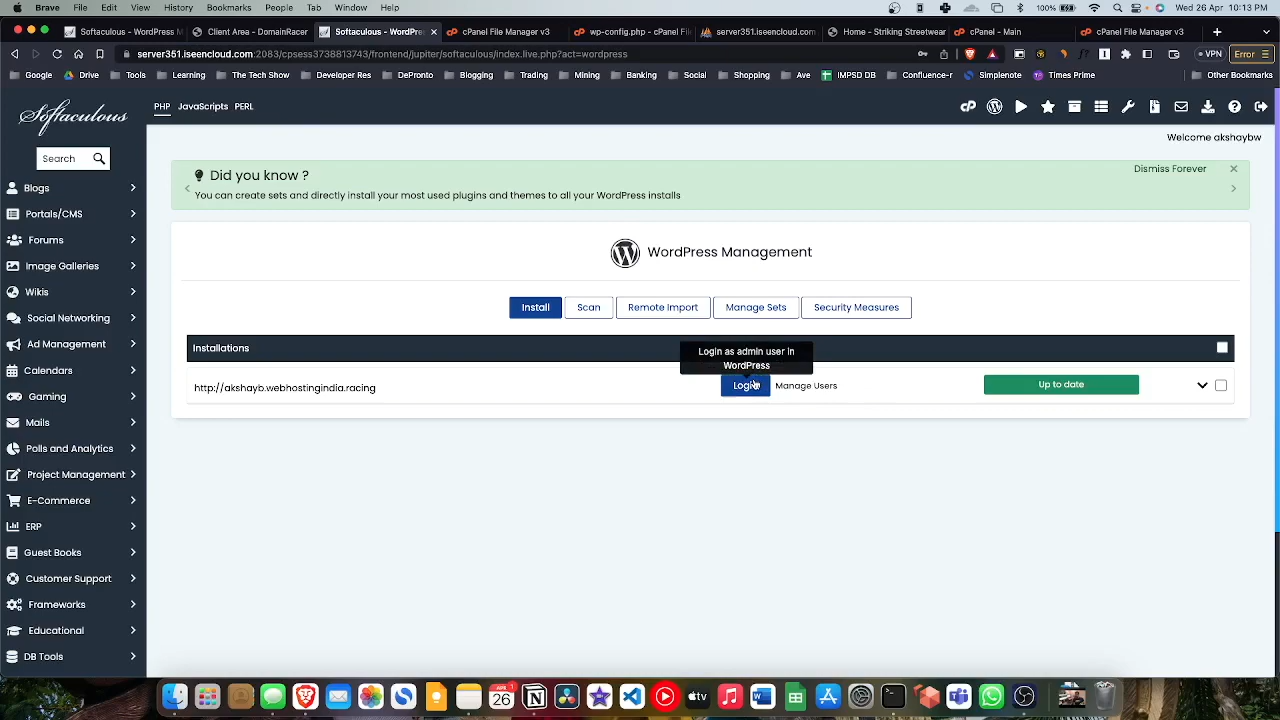 Brave File Edit View History Bookmarks People Tab Window Help
100% Wed 26 Apr 10:13 PM
Softaculous - WordPress M
Client Area - DomainRacer
Softaculous - WordPres
cPanel File Manager v3
wp-config.php - cPanel Fil
server351.iseencloud.com
Home - Striking Streetwear
cPanel - Main
cPanel File Manager v3
server351.iseencloud.com:2083/cpsess3738813743/frontend/jupiter/softaculous/index.live.php?act=wordpress
VPN
Error
Google Drive Tools Learning The Tech Show Developer Res DePronto Blogging Trading Mining Banking Social Shopping Ave IMPSD DB Confluence-r Simplenote Time Prime Other Bookmarks
Softaculous
PHP JavaScripts PERL
Welcome akshaybw
Search
Blogs
Portals/CMS
Forums
Image Galleries
Wikis
Social Networking
Ad Management
Calendars
Gaming
Mails
Polls and Analytics
Project Management
E-Commerce
ERP
Guest Books
Customer Support
Frameworks
Educational
DB Tools
Did you know ?
Dismiss Forever
You can create sets and directly install your most used plugins and themes to all your WordPress installs
WordPress Management
Install Scan Remote Import Manage Sets Security Measures
Installations
Login as admin user in
WordPress
http://akshayb.webhostingindia.racing
Login
Manage Users
Up to date
APR
26
tv